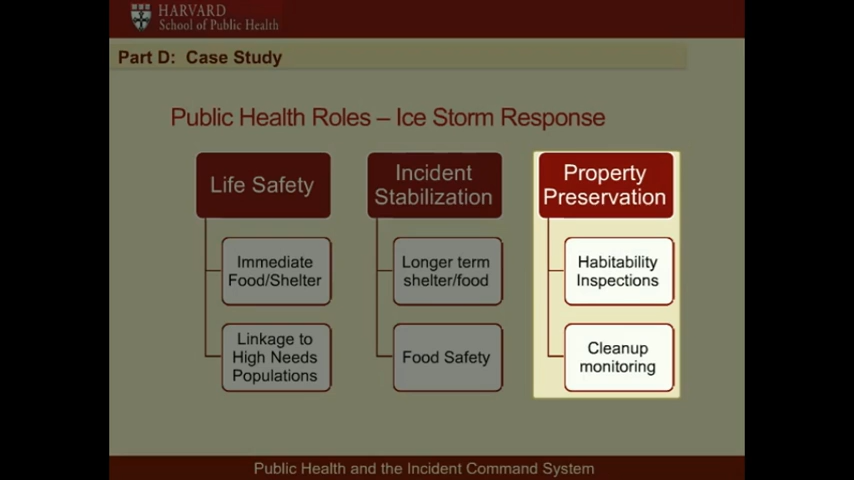 HARVARD
School of Public Health
Part D: Case Study
Public Health Roles – Ice Storm Response
Life Safety
Immediate
Food/Shelter
Linkage to
High Needs
Populations
Incident
Stabilization
Longer term
shelter/food
Food Safety
Property
Preservation
Habitability
Inspections
Cleanup
monitoring
Public Health and the Incident Command System